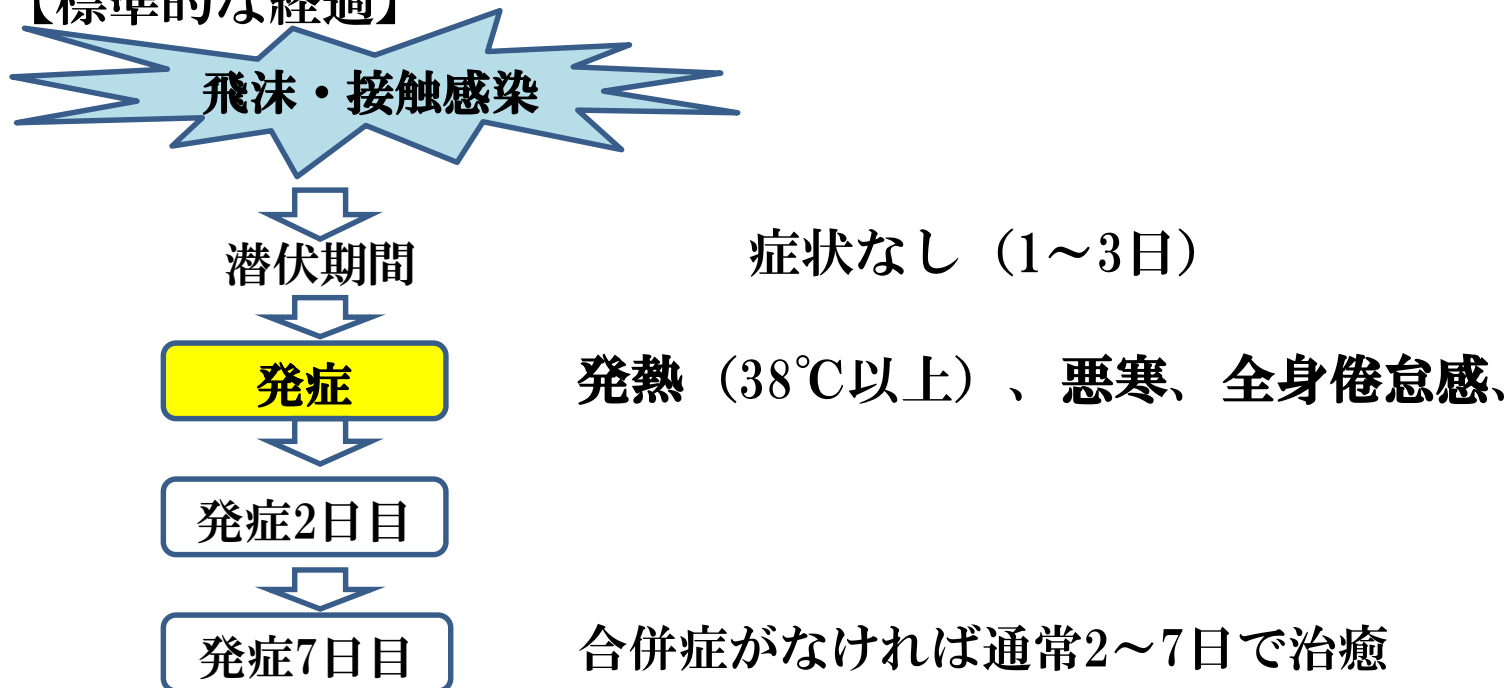 【標準的な経過】
飛沫・接触感染
潜伏期間
症状なし（1～3日）
発症
発熱（38℃以上）、悪寒、全身倦怠感、
発症2日目
発症7日目
合併症がなければ通常2～7日で治癒